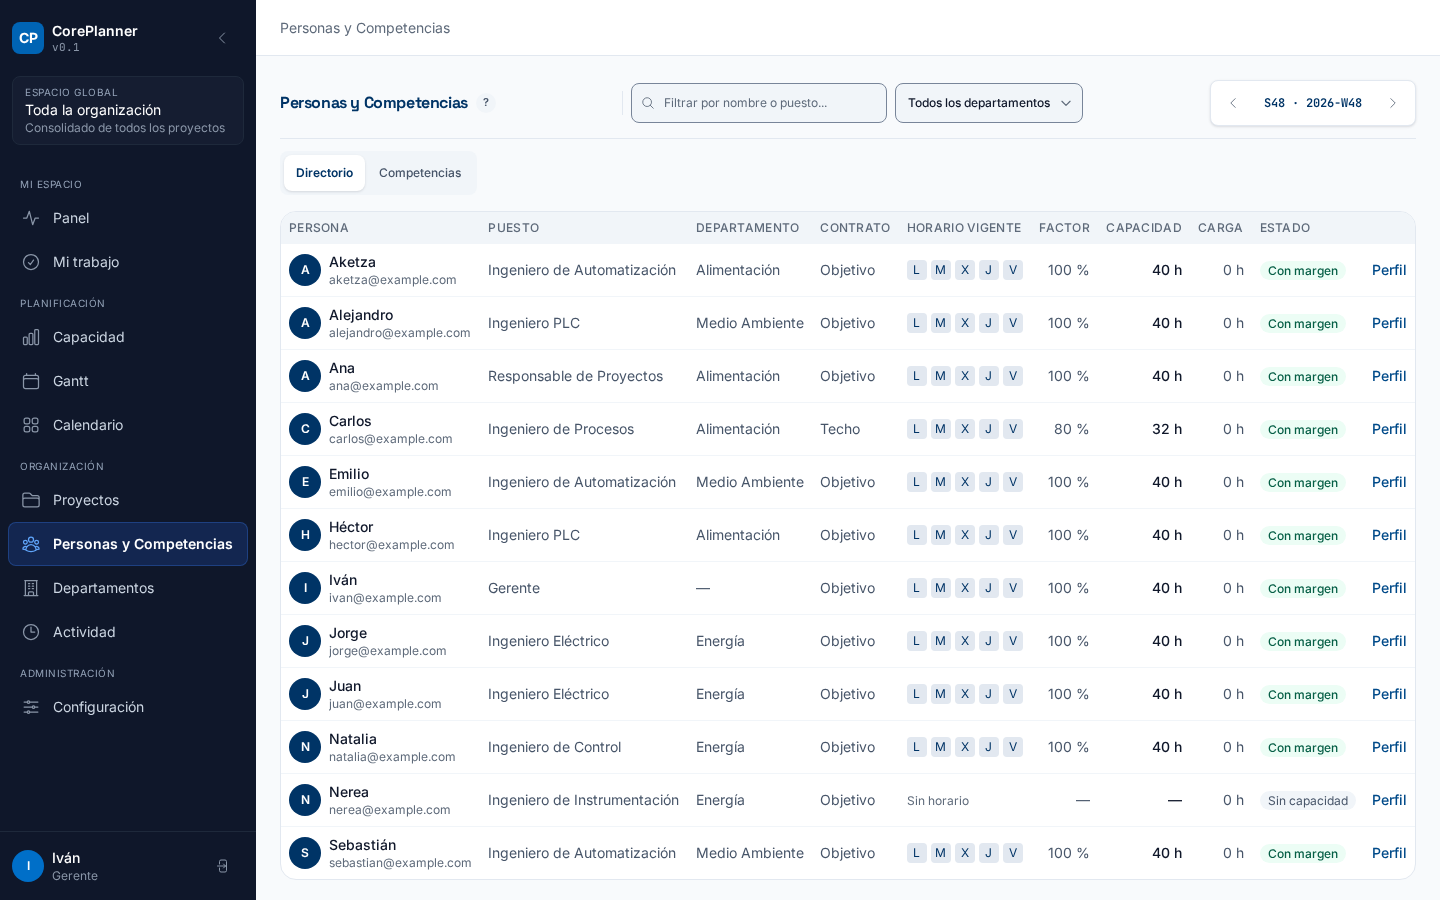 CP
CorePlanner
v0.1
ESPACIO GLOBAL
Toda la organización
Consolidado de todos los proyectos
MI ESPACIO
Panel
Mi trabajo
PLANIFICACIÓN
Capacidad
Gantt
Calendario
ORGANIZACIÓN
Proyectos
Personas y Competencias
Departamentos
Actividad
ADMINISTRACIÓN
Configuración
I
Iván
Gerente
Personas y Competencias
Personas y Competencias ?
Filtrar por nombre o puesto...
Todos los departamentos
S48 · 2026-W48
Directorio Competencias
PERSONA PUESTO DEPARTAMENTO CONTRATO HORARIO VIGENTE FACTOR CAPACIDAD CARGA ESTADO
A Aketza Ingeniero de Automatización Alimentación Objetivo L M X J V 100 % 40 h 0 h Con margen Perfil
aketza@example.com
A Alejandro Ingeniero PLC Medio Ambiente Objetivo L M X J V 100 % 40 h 0 h Con margen Perfil
alejandro@example.com
A Ana Responsable de Proyectos Alimentación Objetivo L M X J V 100 % 40 h 0 h Con margen Perfil
ana@example.com
C Carlos Ingeniero de Procesos Alimentación Techo L M X J V 80 % 32 h 0 h Con margen Perfil
carlos@example.com
E Emilio Ingeniero de Automatización Medio Ambiente Objetivo L M X J V 100 % 40 h 0 h Con margen Perfil
emilio@example.com
H Héctor Ingeniero PLC Alimentación Objetivo L M X J V 100 % 40 h 0 h Con margen Perfil
hector@example.com
I Iván Gerente — Objetivo L M X J V 100 % 40 h 0 h Con margen Perfil
ivan@example.com
J Jorge Ingeniero Eléctrico Energía Objetivo L M X J V 100 % 40 h 0 h Con margen Perfil
jorge@example.com
J Juan Ingeniero Eléctrico Energía Objetivo L M X J V 100 % 40 h 0 h Con margen Perfil
juan@example.com
N Natalia Ingeniero de Control Energía Objetivo L M X J V 100 % 40 h 0 h Con margen Perfil
natalia@example.com
N Nerea Ingeniero de Instrumentación Energía Objetivo Sin horario — — 0 h Sin capacidad Perfil
nerea@example.com
S Sebastián Ingeniero de Automatización Medio Ambiente Objetivo L M X J V 100 % 40 h 0 h Con margen Perfil
sebastian@example.com